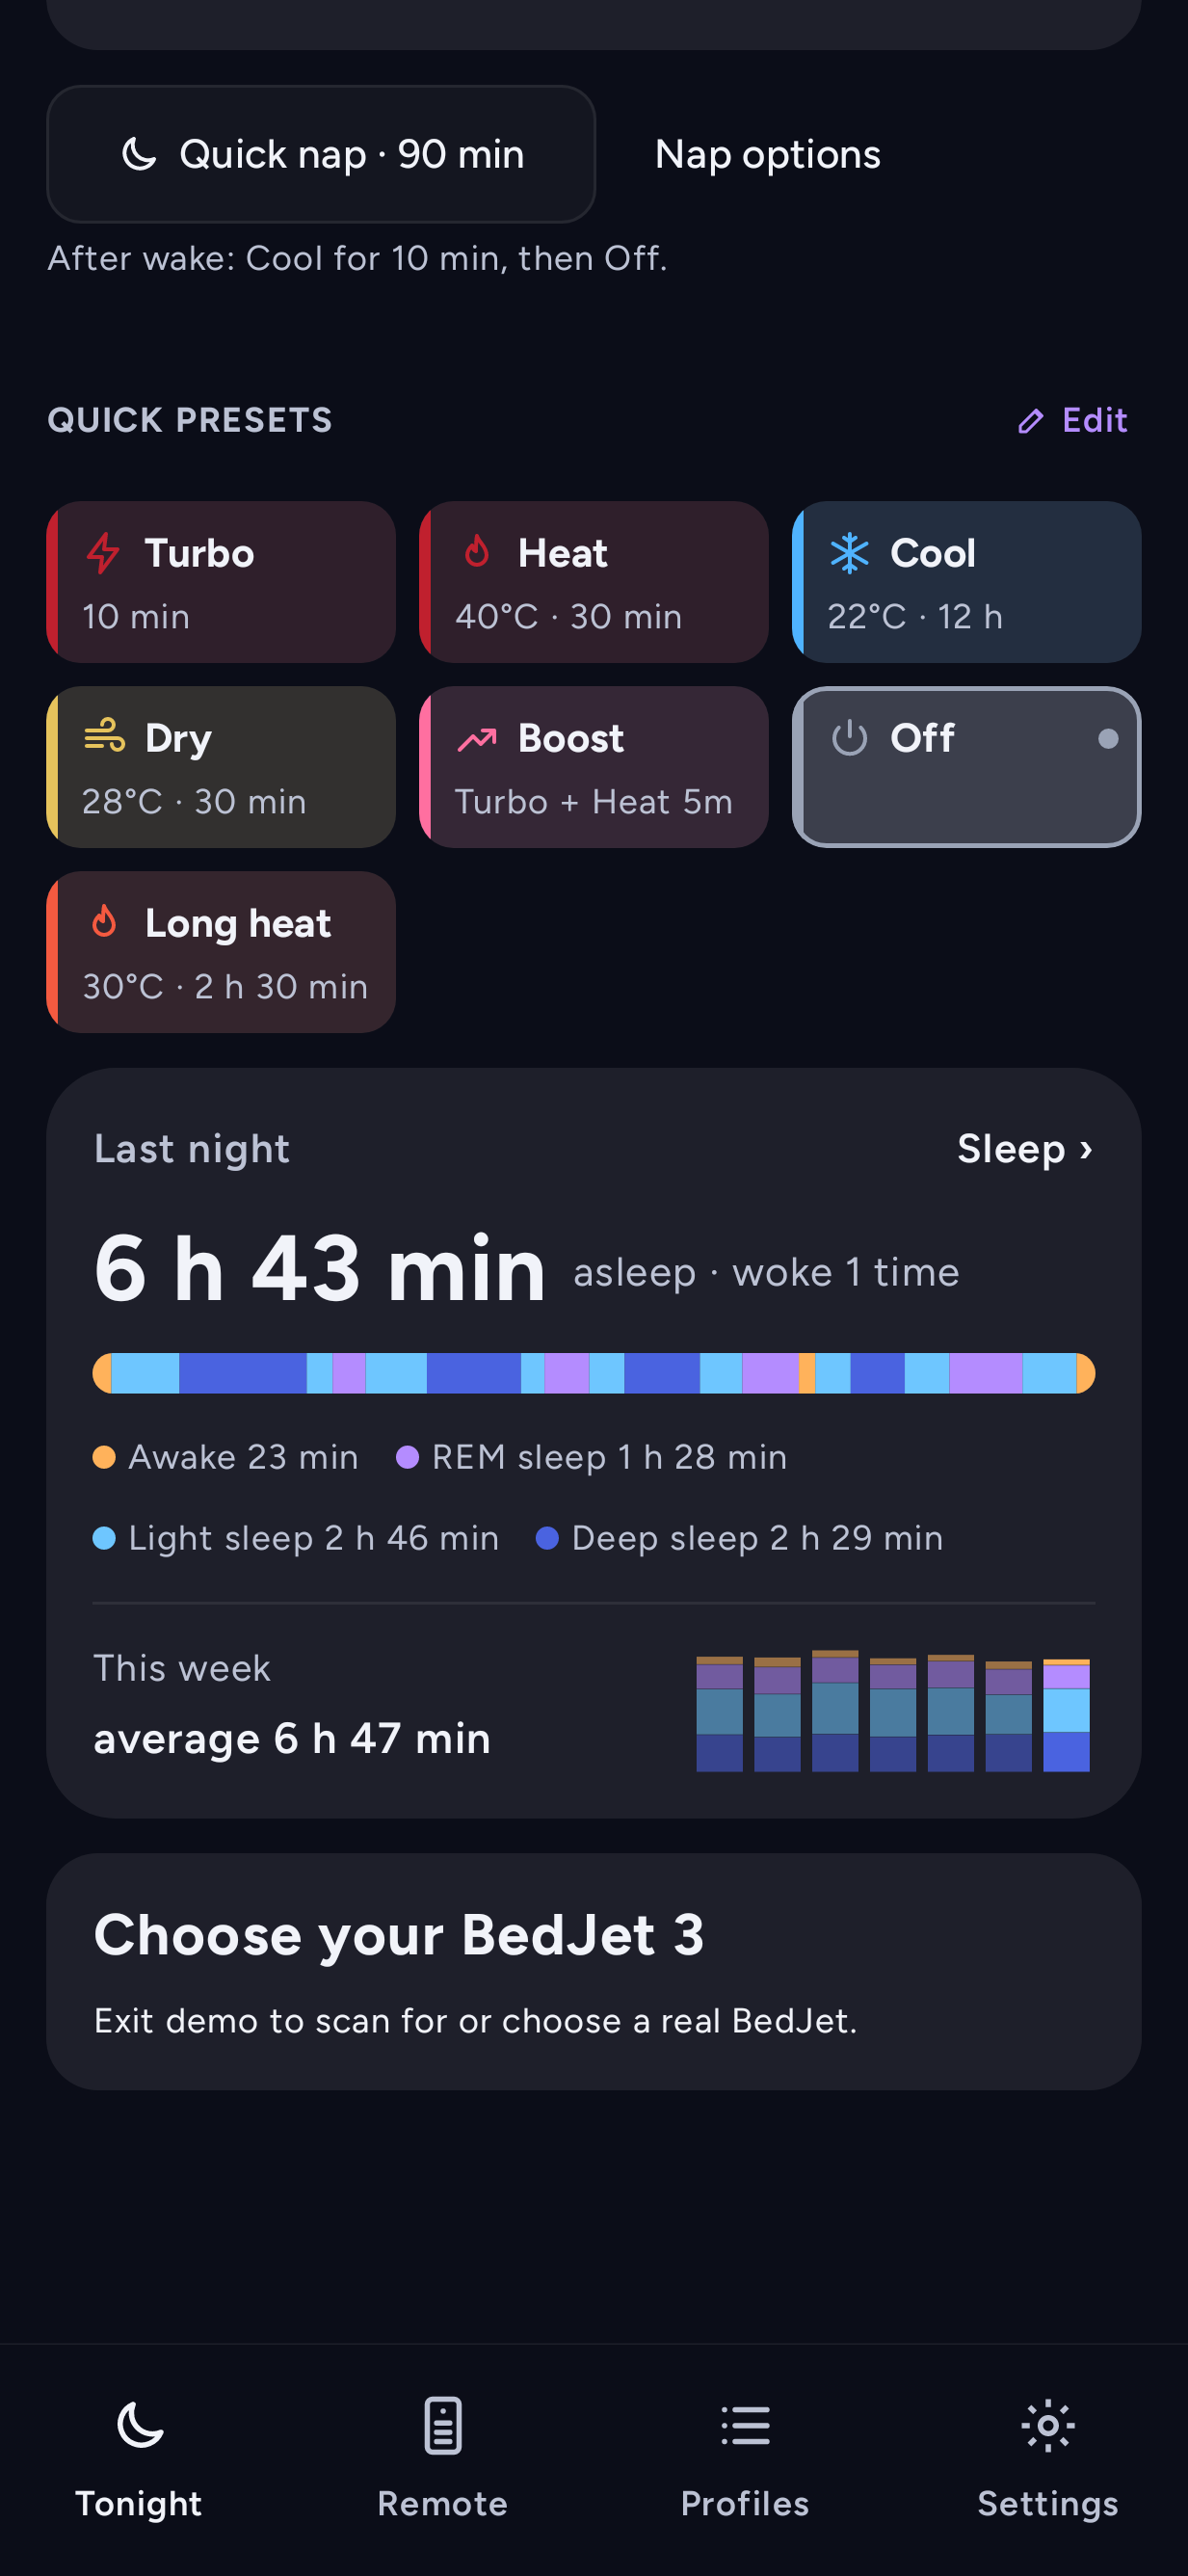 Quick nap · 90 min
Nap options
After wake: Cool for 10 min, then Off.
QUICK PRESETS
Edit
Turbo
10 min
Heat
40°C · 30 min
Cool
22°C · 12 h
Dry
28°C · 30 min
Boost
Turbo + Heat 5m
Off
Long heat
30°C · 2 h 30 min
Last night
Sleep ›
6 h 43 min asleep · woke 1 time
Awake 23 min
REM sleep 1 h 28 min
Light sleep 2 h 46 min
Deep sleep 2 h 29 min
This week
average 6 h 47 min
Choose your BedJet 3
Exit demo to scan for or choose a real BedJet.
Tonight
Remote
Profiles
Settings